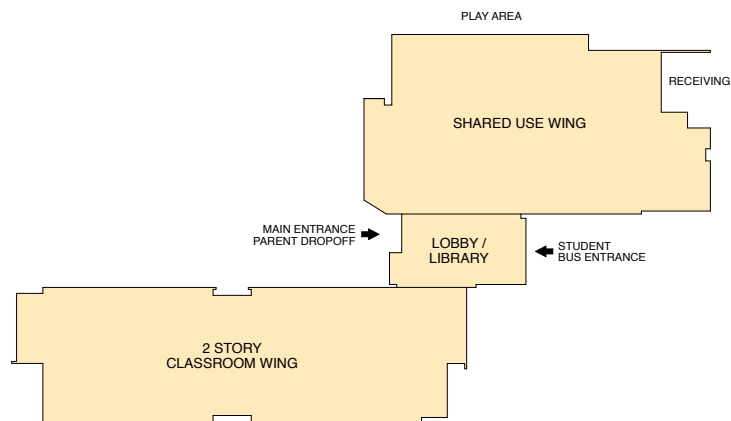 PLAY AREA
RECEIVING
SHARED USE WING
MAIN ENTRANCE
PARENT DROPOFF
LOBBY /
LIBRARY
STUDENT
BUS ENTRANCE
2 STORY
CLASSROOM WING